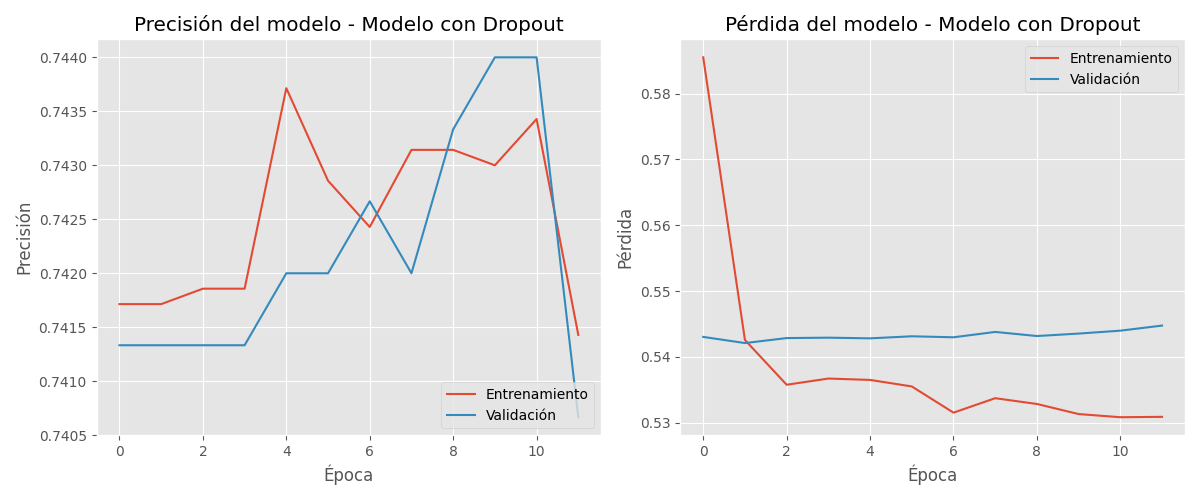 Precisión del modelo - Modelo con Dropout
0.7440
0.7435
0.7430
0.7425
0.7420
0.7415
0.7410
0.7405
Precisión
0 2 4 6 8 10
Época
Entrenamiento
Validación
Pérdida del modelo - Modelo con Dropout
0.58
0.57
0.56
0.55
0.54
0.53
Pérdida
0 2 4 6 8 10
Época
Entrenamiento
Validación